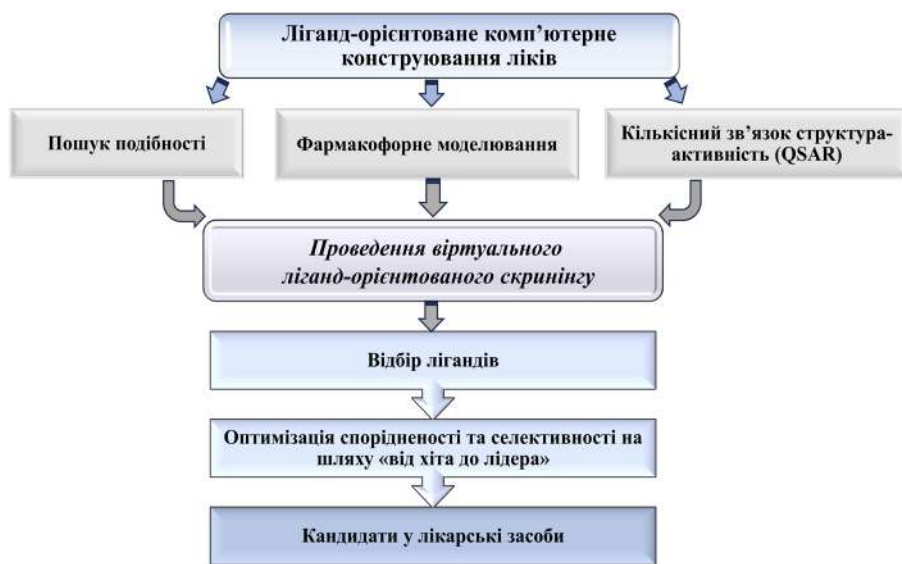 Ліганд-орієнтоване комп’ютерне
конструювання ліків
Пошук подібності
Фармакофорне моделювання
Кількісний зв’язок структура-
активність (QSAR)
Проведення віртуального
ліганд-орієнтованого скринінгу
Відбір лігандів
Оптимізація спорідненості та селективності на
шляху «від хіта до лідера»
Кандидати у лікарські засоби